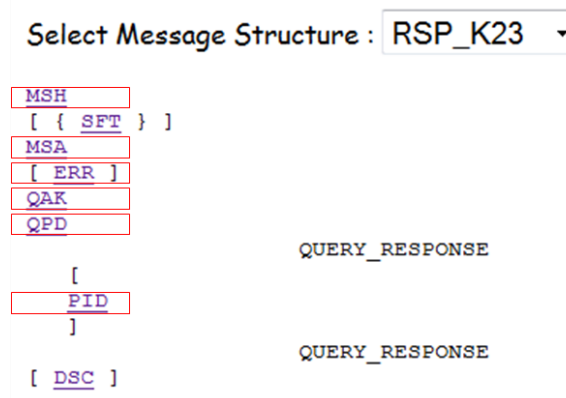 Select Message Structure : RSP_K23
MSH
[ { SFT } ]
MSA
[ ERR ]
QAK
QPD
QUERY_RESPONSE
[
PID
]
QUERY_RESPONSE
[ DSC ]